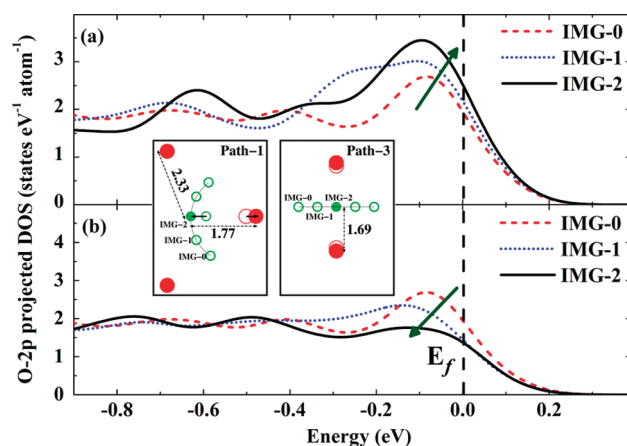 (a)
IMG-0
IMG-1
IMG-2
3
2
1
0
Path-1
2.33
IMG-2
1.77
IMG-1
IMG-0
Path-3
IMG-0
IMG-2
IMG-1
1.69
(b)
IMG-0
IMG-1
IMG-2
3
2
1
0
E_f
O-2p projected DOS (states eV⁻¹ atom⁻¹)
-0.8 -0.6 -0.4 -0.2 0.0 0.2
Energy (eV)